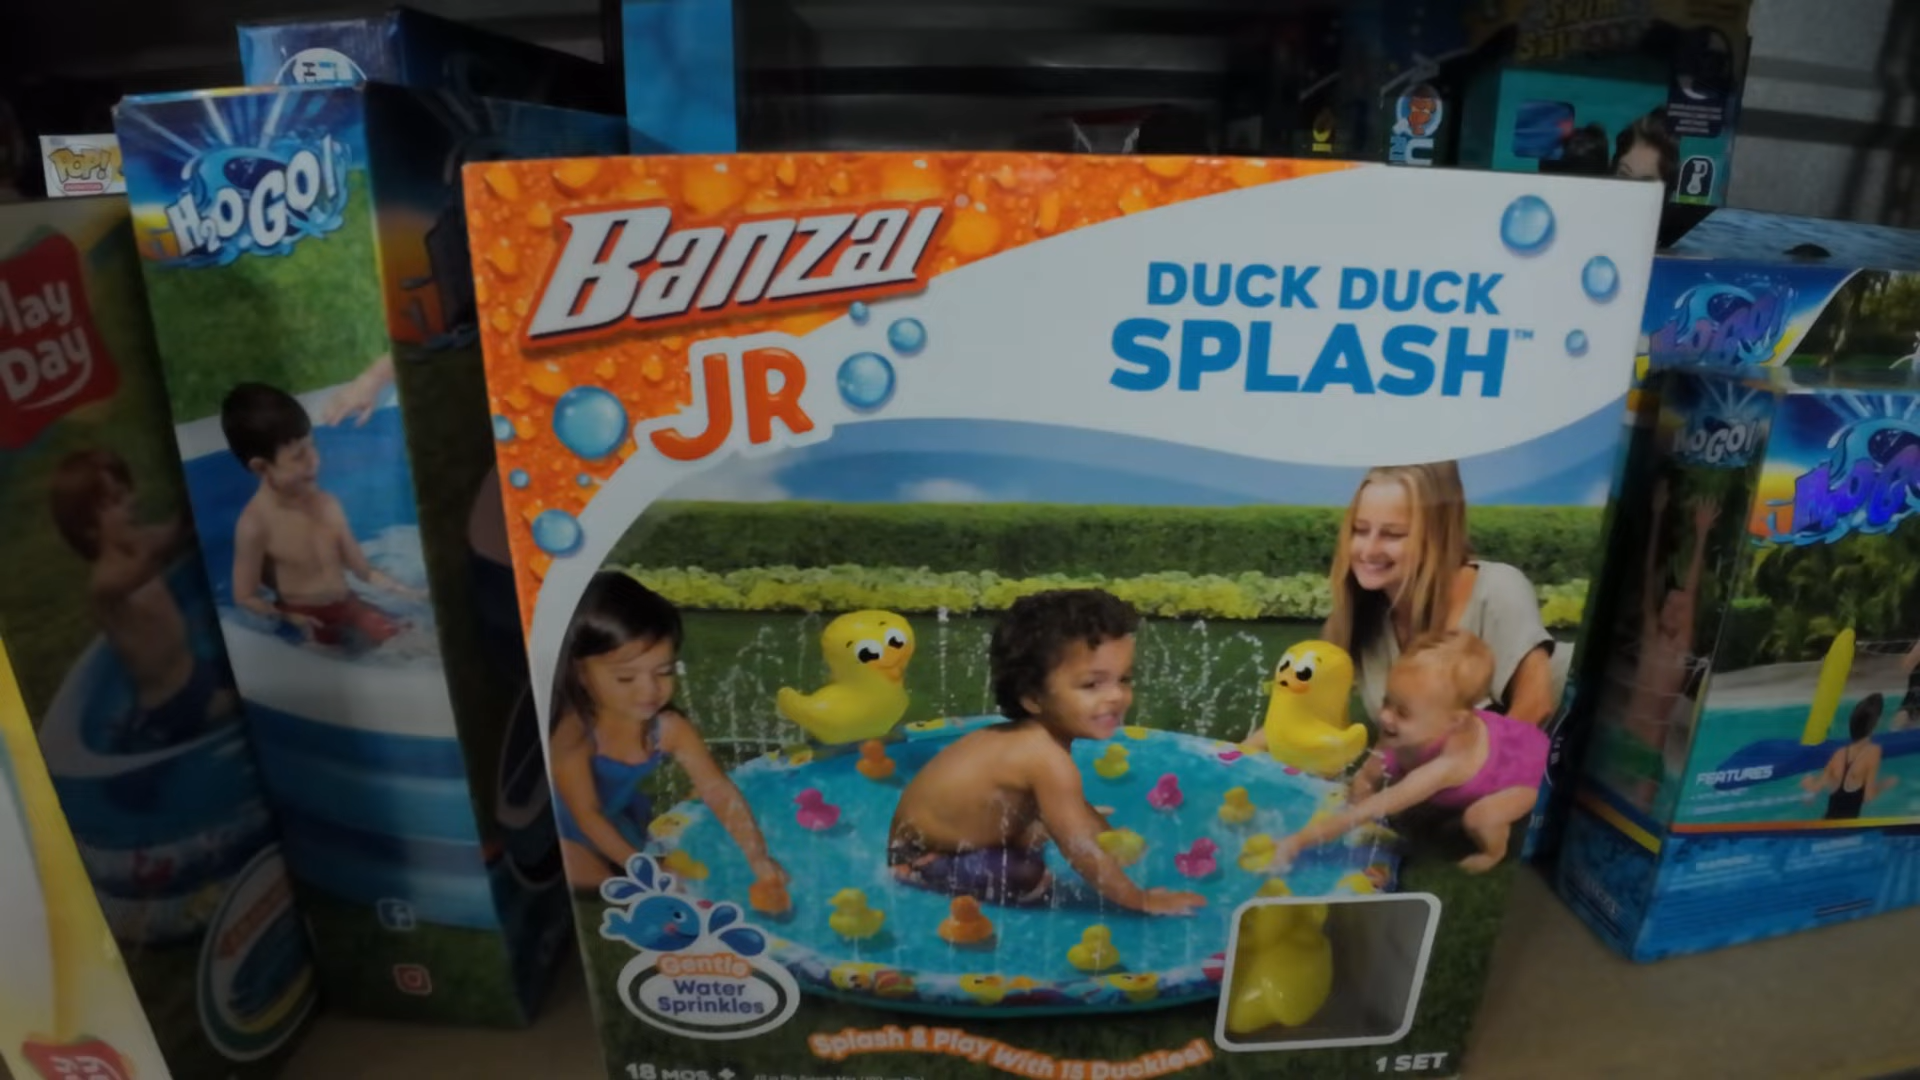 POP!
H2O GO!
Play
Day
BANZAI
JR
DUCK DUCK
SPLASH™
Gentle
Water
Sprinkles
Splash & Play With 15 Duckies!
18 MOS. +
1 SET
H2O GO!
H2O GO!
FEATURES